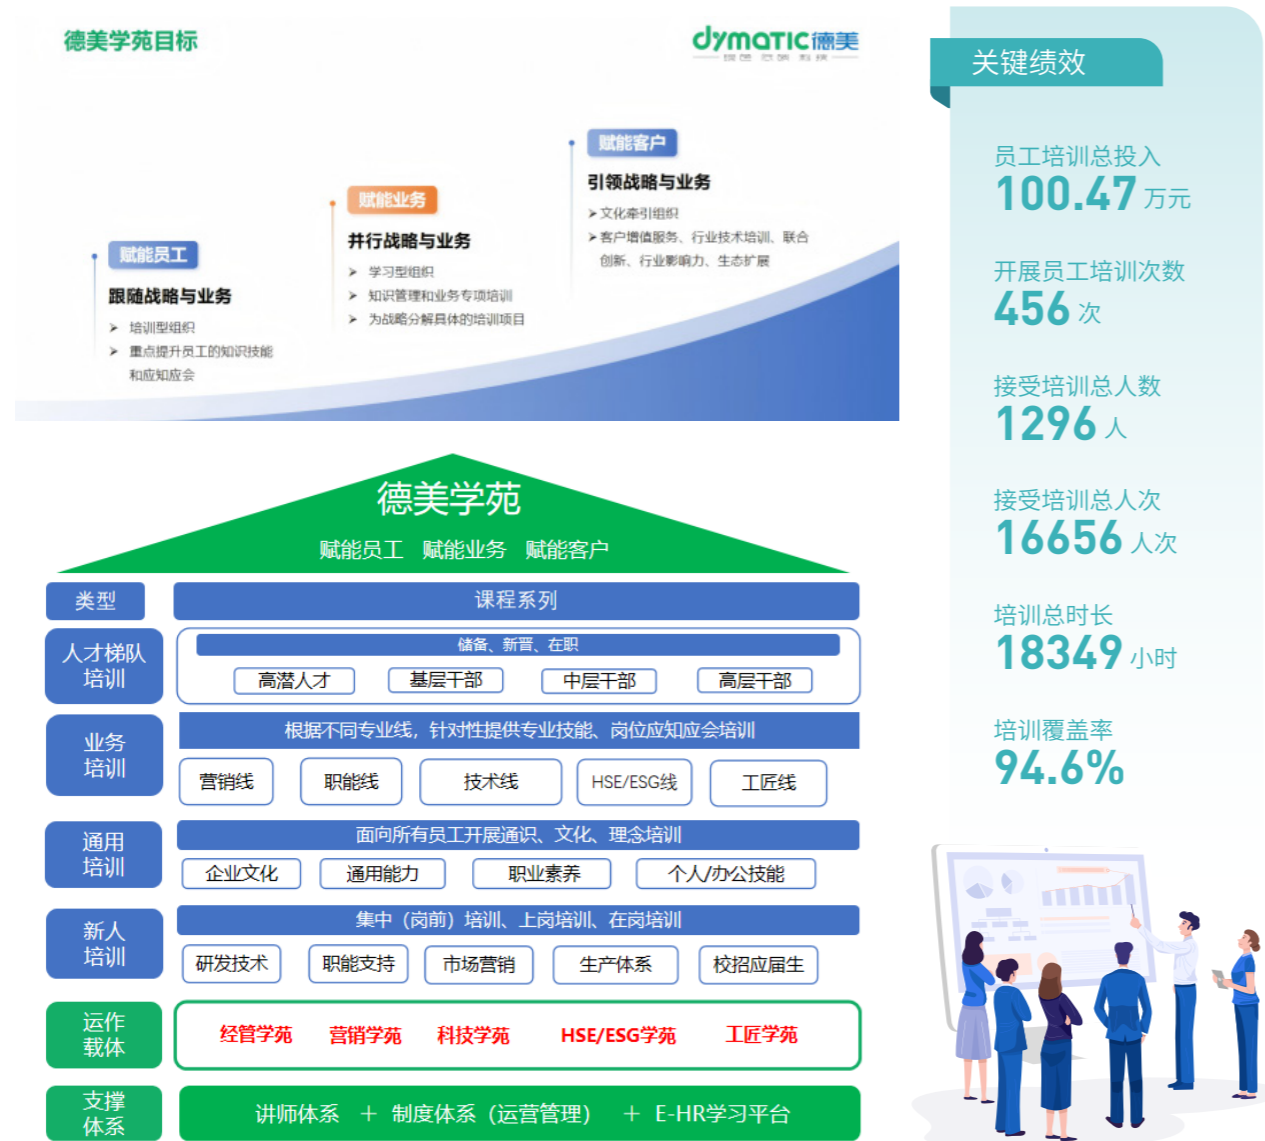 德美学苑目标
dymatic德美
赋能员工
跟随战略与业务
➤ 培训型组织
➤ 重点提升员工的知识技能
和应知应会
赋能业务
并行战略与业务
➤ 学习型组织
➤ 知识管理和业务专项培训
➤ 为战略分解具体的培训项目
赋能客户
引领战略与业务
➤文化牵引组织
➤客户增值服务、行业技术培训、联合
创新、行业影响力、生态扩展
德美学苑
赋能员工 赋能业务 赋能客户
类型 课程系列
人才梯队
培训
储备、新晋、在职
高潜人才 基层干部 中层干部 高层干部
业务
培训
根据不同专业线，针对性提供专业技能、岗位应知应会培训
营销线 职能线 技术线 HSE/ESG线 工匠线
通用
培训
面向所有员工开展通识、文化、理念培训
企业文化 通用能力 职业素养 个人/办公技能
新人
培训
集中（岗前）培训、上岗培训、在岗培训
研发技术 职能支持 市场营销 生产体系 校招应届生
运作
载体
经管学苑 营销学苑 科技学苑 HSE/ESG学苑 工匠学苑
支撑
体系
讲师体系 ＋ 制度体系（运营管理） ＋ E-HR学习平台
关键绩效
员工培训总投入
100.47 万元
开展员工培训次数
456 次
接受培训总人数
1296 人
接受培训总人次
16656 人次
培训总时长
18349 小时
培训覆盖率
94.6%